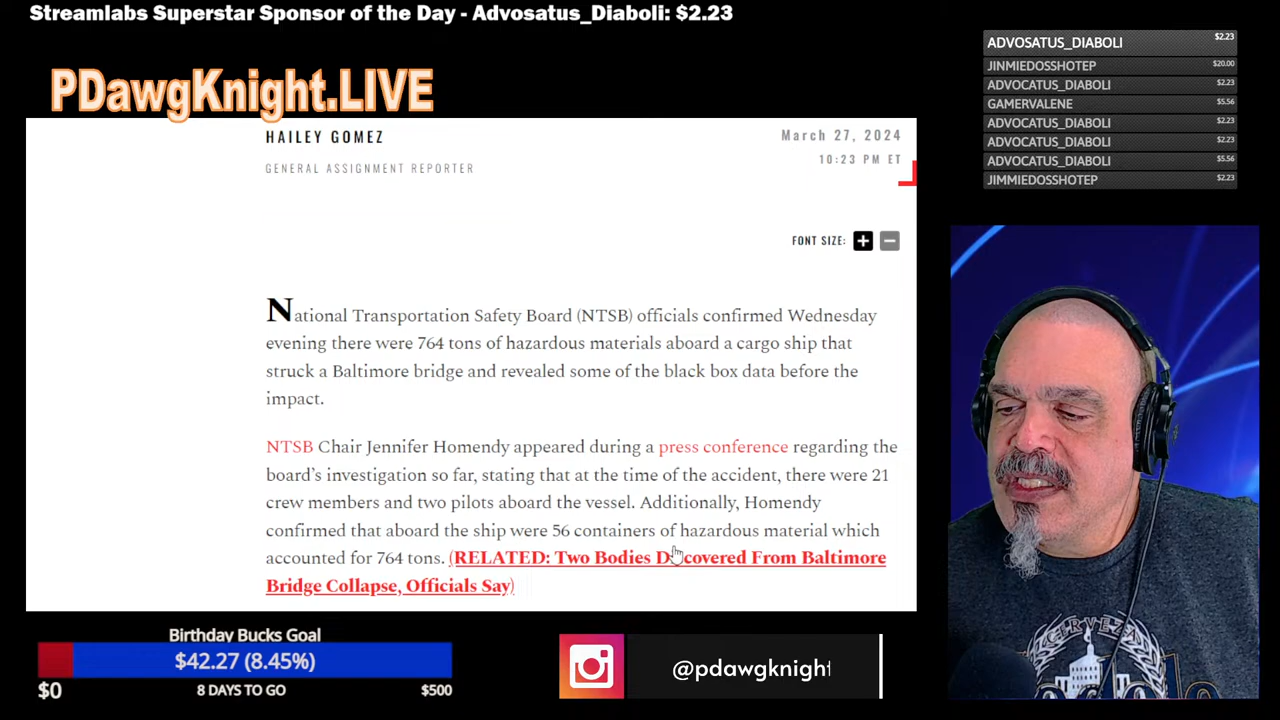 Streamlabs Superstar Sponsor of the Day - Advosatus_Diaboli: $2.23
PDawgKnight.LIVE
HAILEY GOMEZ
GENERAL ASSIGNMENT REPORTER
March 27, 2024
10:23 PM ET
FONT SIZE: + -
National Transportation Safety Board (NTSB) officials confirmed Wednesday
evening there were 764 tons of hazardous materials aboard a cargo ship that
struck a Baltimore bridge and revealed some of the black box data before the
impact.
NTSB Chair Jennifer Homendy appeared during a press conference regarding the
board's investigation so far, stating that at the time of the accident, there were 21
crew members and two pilots aboard the vessel. Additionally, Homendy
confirmed that aboard the ship were 56 containers of hazardous material which
accounted for 764 tons. (RELATED: Two Bodies Discovered From Baltimore
Bridge Collapse, Officials Say)
ADVOSATUS_DIABOLI $2.23
JINMIEDOSSHOTEP $20.00
ADVOCATUS_DIABOLI $2.23
GAMERVALENE $5.56
ADVOCATUS_DIABOLI $2.23
ADVOCATUS_DIABOLI $2.23
ADVOCATUS_DIABOLI $5.56
JIMMIEDOSSHOTEP $2.23
Birthday Bucks Goal
$42.27 (8.45%)
$0 8 DAYS TO GO $500
@pdawgknight